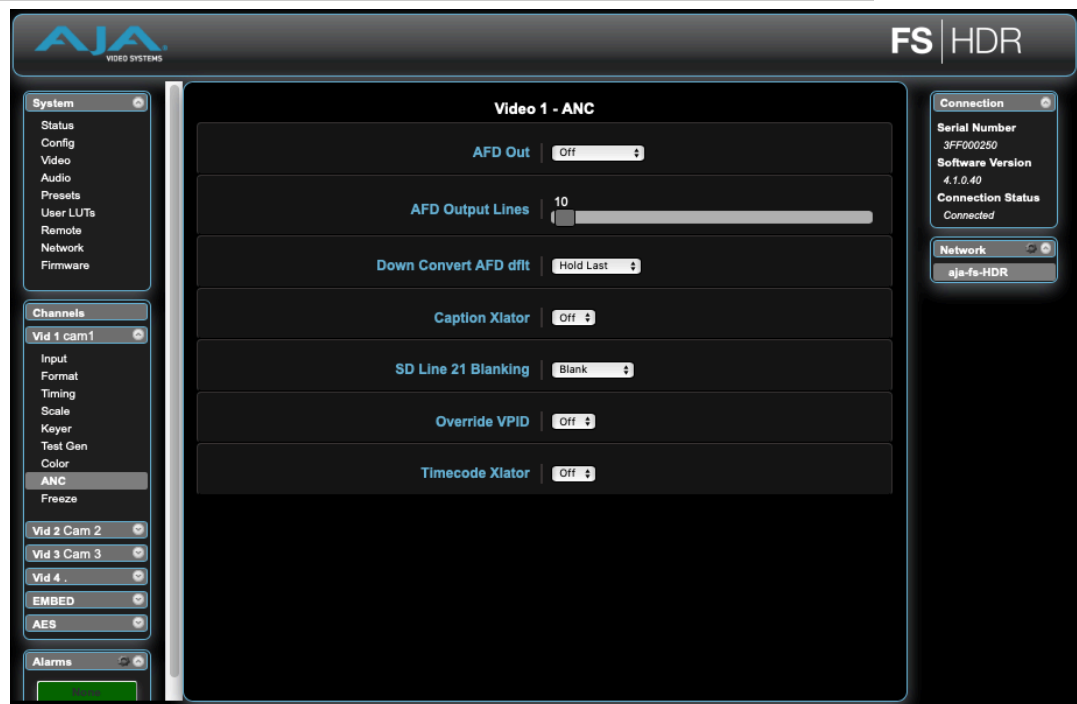 AJA
VIDEO SYSTEMS
FS HDR
System
Status
Config
Video
Audio
Presets
User LUTs
Remote
Network
Firmware
Channels
Vid 1 cam1
Input
Format
Timing
Scale
Keyer
Test Gen
Color
ANC
Freeze
Vid 2 Cam 2
Vid 3 Cam 3
Vid 4 .
EMBED
AES
Alarms
None
Video 1 - ANC
AFD Out Off
AFD Output Lines 10
Down Convert AFD dflt Hold Last
Caption Xlator Off
SD Line 21 Blanking Blank
Override VPID Off
Timecode Xlator Off
Connection
Serial Number
3FF000250
Software Version
4.1.0.40
Connection Status
Connected
Network
aja-fs-HDR